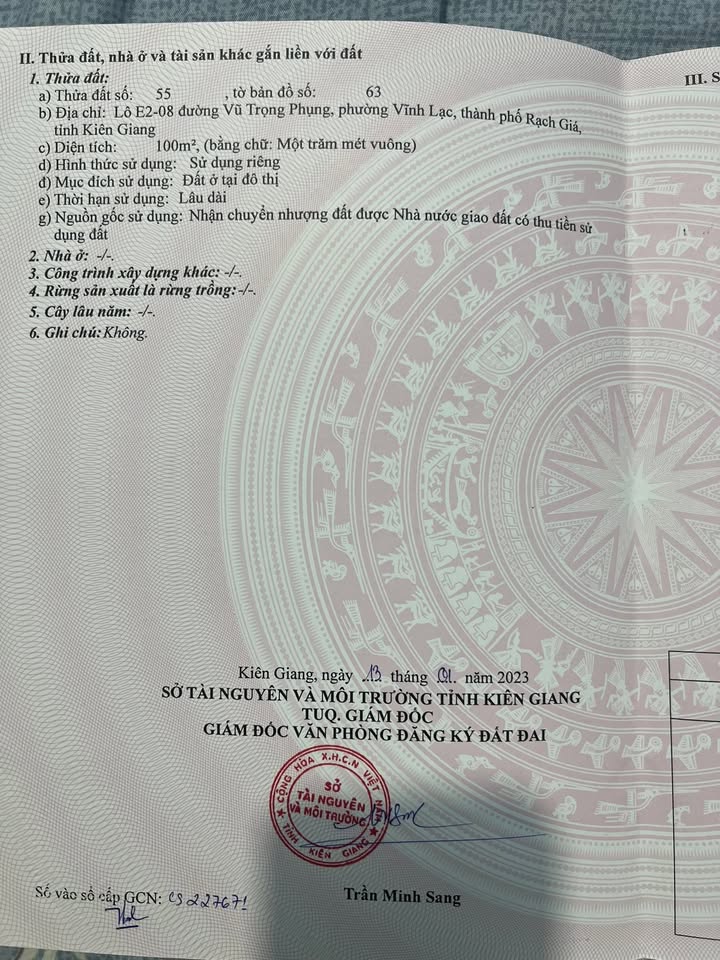 II. Thửa đất, nhà ở và tài sản khác gắn liền với đất
III. S
1. Thửa đất:
a) Thửa đất số: 55 , tờ bản đồ số: 63
b) Địa chỉ: Lô E2-08 đường Vũ Trọng Phụng, phường Vĩnh Lạc, thành phố Rạch Giá,
tỉnh Kiên Giang
c) Diện tích: 100m², (bằng chữ: Một trăm mét vuông)
d) Hình thức sử dụng: Sử dụng riêng
đ) Mục đích sử dụng: Đất ở tại đô thị
e) Thời hạn sử dụng: Lâu dài
g) Nguồn gốc sử dụng: Nhận chuyển nhượng đất được Nhà nước giao đất có thu tiền sử
dụng đất
2. Nhà ở: -/-.
3. Công trình xây dựng khác: -/-.
4. Rừng sản xuất là rừng trồng: -/-.
5. Cây lâu năm: -/-.
6. Ghi chú: Không.
Kiên Giang, ngày 13 tháng 01. năm 2023
SỞ TÀI NGUYÊN VÀ MÔI TRƯỜNG TỈNH KIÊN GIANG
TUQ. GIÁM ĐỐC
GIÁM ĐỐC VĂN PHÒNG ĐĂNG KÝ ĐẤT ĐAI
CỘNG HÒA X.H.C.N VIỆT NAM
SỞ
TÀI NGUYÊN
VÀ MÔI TRƯỜNG
TỈNH KIÊN GIANG
Trần Minh Sang
Số vào sổ cấp GCN: CS 22767!